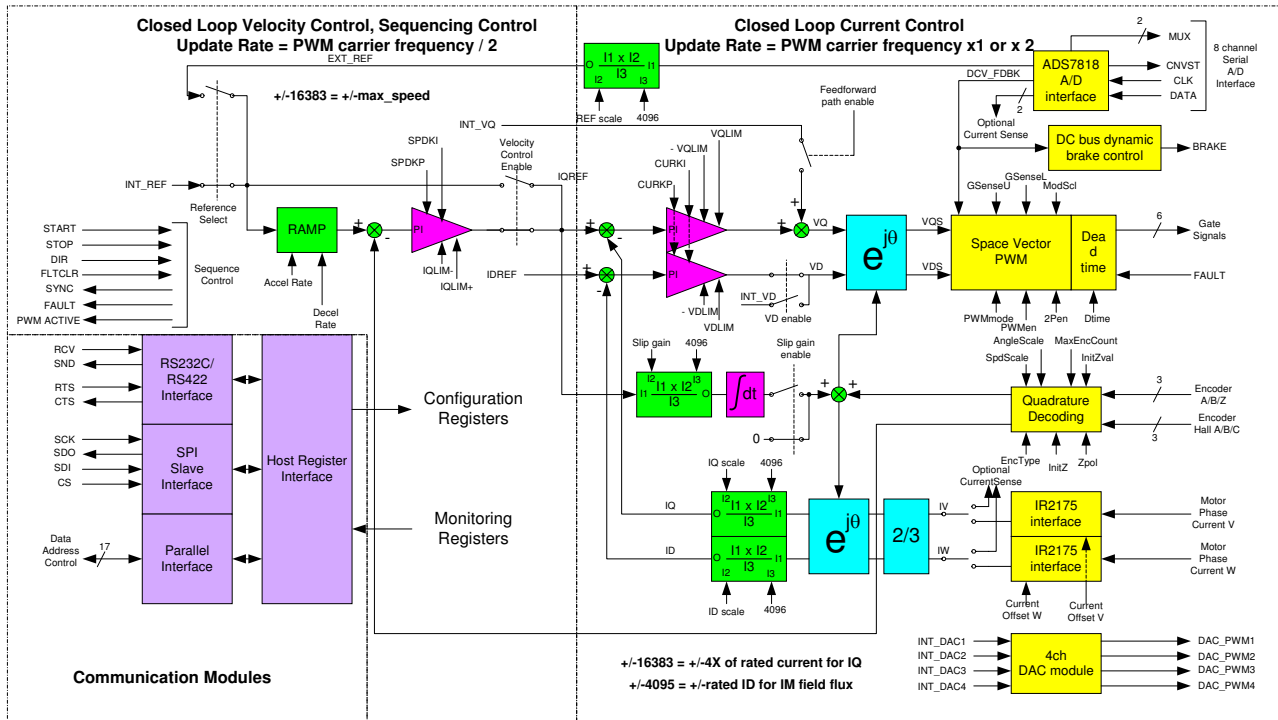 Closed Loop Velocity Control, Sequencing Control
Update Rate = PWM carrier frequency / 2
EXT_REF
+/-16383 = +/-max_speed
INT_REF
Reference
Select
START
STOP
DIR
FLTCLR
SYNC
FAULT
PWM ACTIVE
Sequence
Control
RAMP
Accel Rate
Decel
Rate
+
-
SPDKP
SPDKI
PI
IQLIM-
IQLIM+
INT_VQ
Velocity
Control
Enable
IQREF
IDREF
Closed Loop Current Control
Update Rate = PWM carrier frequency x1 or x 2
O
I1 x I2
I3
I1
I2
I3
REF scale
4096
Feedforward
path enable
VQLIM
- VQLIM
CURKI
CURKP
+
-
+
-
PI
PI
- VDLIM
VDLIM
+
+
VQ
VD
INT_VD
VD enable
e^jθ
VQS
VDS
DCV_FDBK
ADS7818
A/D
interface
2
MUX
CNVST
CLK
DATA
8 channel
Serial
A/D
Interface
2
Optional
Current Sense
DC bus dynamic
brake control
BRAKE
GSenseU
GSenseL
ModScl
Space Vector
PWM
Dea
d
time
6
Gate
Signals
FAULT
PWMmode
PWMen
2Pen
Dtime
Slip gain
4096
I2
I3
I1
I1 x I2
I3
O
∫dt
Slip gain
enable
0
+
+
AngleScale
SpdScale
MaxEncCount
InitZval
Quadrature
Decoding
3
Encoder
A/B/Z
Encoder
Hall A/B/C
3
EncType
InitZ
Zpol
IQ scale
4096
I2
I3
IQ
O
I1 x I2
I3
I1
ID
O
I1 x I2
I3
I1
I2
I3
ID scale
4096
e^jθ
2/3
IV
IW
Optional
CurrentSense
IR2175
interface
IR2175
interface
Motor
Phase
Current V
Motor
Phase
Current W
Current
Offset W
Current
Offset V
+/-16383 = +/-4X of rated current for IQ
+/-4095 = +/-rated ID for IM field flux
INT_DAC1
INT_DAC2
INT_DAC3
INT_DAC4
4ch
DAC module
DAC_PWM1
DAC_PWM2
DAC_PWM3
DAC_PWM4
RCV
SND
RTS
CTS
RS232C/
RS422
Interface
SCK
SDO
SDI
CS
SPI
Slave
Interface
Data
Address
Control
17
Parallel
Interface
Host Register
Interface
Configuration
Registers
Monitoring
Registers
Communication Modules